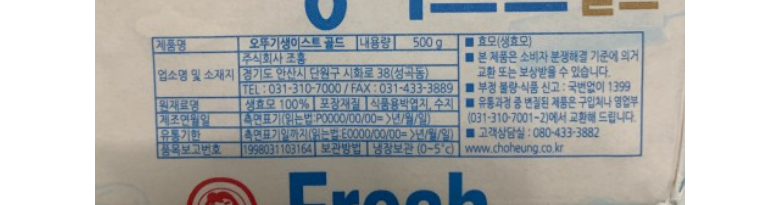 제품명 오뚜기생이스트 골드 내용량 500 g
업소명 및 소재지 주식회사 조흥
경기도 안산시 단원구 시화로 38(성곡동)
TEL : 031-310-7000 / FAX : 031-433-3889
원재료명 생효모 100% 포장재질 식품용박엽지, 수지
제조연월일 측면표기(읽는법:P0000/00/00=>년/월/일)
유통기한 측면표기일까지(읽는법:E0000/00/00=>년/월/일)
품목보고번호 1998031103164 보관방법 냉장보관 (0~5℃)
■ 효모(생효모)
■ 본 제품은 소비자 분쟁해결 기준에 의거
교환 또는 보상받을 수 있습니다.
■ 부정·불량·식품 신고 : 국번없이 1399
■ 유통과정 중 변질된 제품은 구입처나 영업부
(031-310-7001~2)에서 교환해 드립니다.
■ 고객상담실 : 080-433-3882
www.choheung.co.kr
Fresh